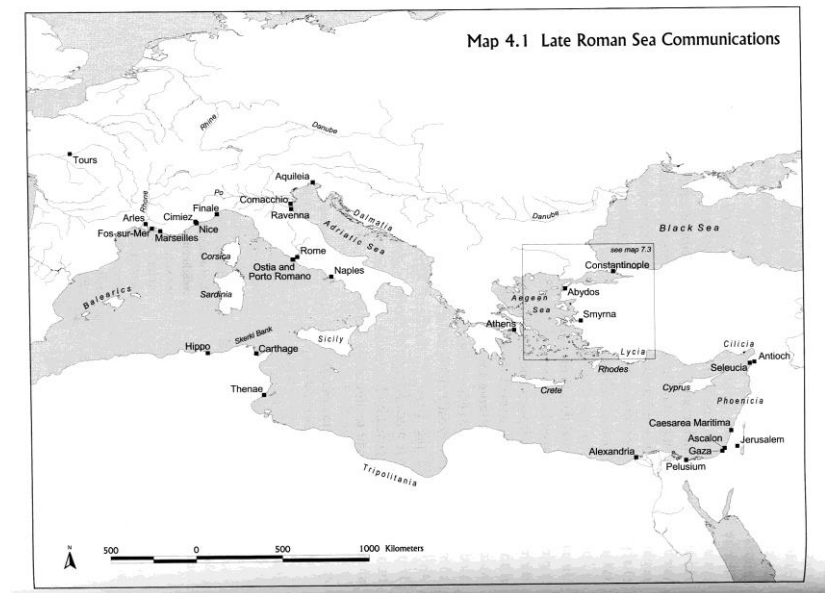 Map 4.1 Late Roman Sea Communications
Rhine
Danube
Tours
Aquileia
Po
Comacchio
Ravenna
Dalmatia
Rhone
Finale
Arles
Cimiez
Nice
Fos-sur-Mer
Marseilles
Adriatic Sea
Danube
Black Sea
see map 7.3
Constantinople
Corsica
Rome
Ostia and
Porto Romano
Naples
Balearics
Sardinia
Aegean
Sea
Abydos
Smyrna
Athens
Skerki Bank
Sicily
Hippo
Carthage
Lycia
Cilicia
Antioch
Seleucia
Rhodes
Crete
Cyprus
Thenae
Phoenicia
Caesarea Maritima
Ascalon
Jerusalem
Gaza
Alexandria
Pelusium
Tripolitania
N
500
0
500
1000 Kilometers